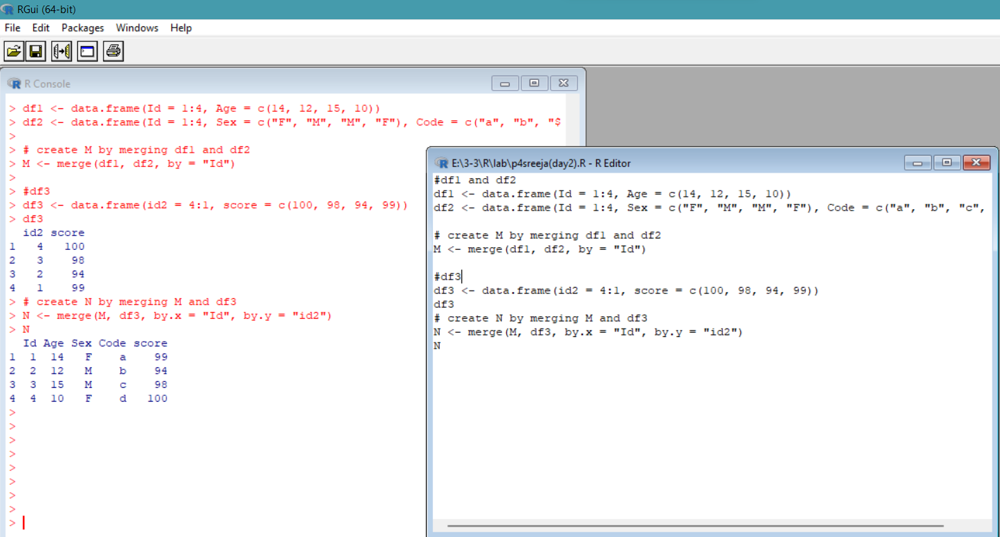 RGui (64-bit)
File Edit Packages Windows Help
R Console
> df1 <- data.frame(Id = 1:4, Age = c(14, 12, 15, 10))
> df2 <- data.frame(Id = 1:4, Sex = c("F", "M", "M", "F"), Code = c("a", "b", "$
>
> # create M by merging df1 and df2
> M <- merge(df1, df2, by = "Id")
>
> #df3
> df3 <- data.frame(id2 = 4:1, score = c(100, 98, 94, 99))
> df3
  id2 score
1   4   100
2   3    98
3   2    94
4   1    99
> # create N by merging M and df3
> N <- merge(M, df3, by.x = "Id", by.y = "id2")
> N
  Id Age Sex Code score
1  1  14   F    a    99
2  2  12   M    b    94
3  3  15   M    c    98
4  4  10   F    d   100
>
>
>
>
>
>
>
>
>
E:\3-3\R\lab\p4sreeja(day2).R - R Editor
#df1 and df2
df1 <- data.frame(Id = 1:4, Age = c(14, 12, 15, 10))
df2 <- data.frame(Id = 1:4, Sex = c("F", "M", "M", "F"), Code = c("a", "b", "c",
# create M by merging df1 and df2
M <- merge(df1, df2, by = "Id")
#df3
df3 <- data.frame(id2 = 4:1, score = c(100, 98, 94, 99))
df3
# create N by merging M and df3
N <- merge(M, df3, by.x = "Id", by.y = "id2")
N